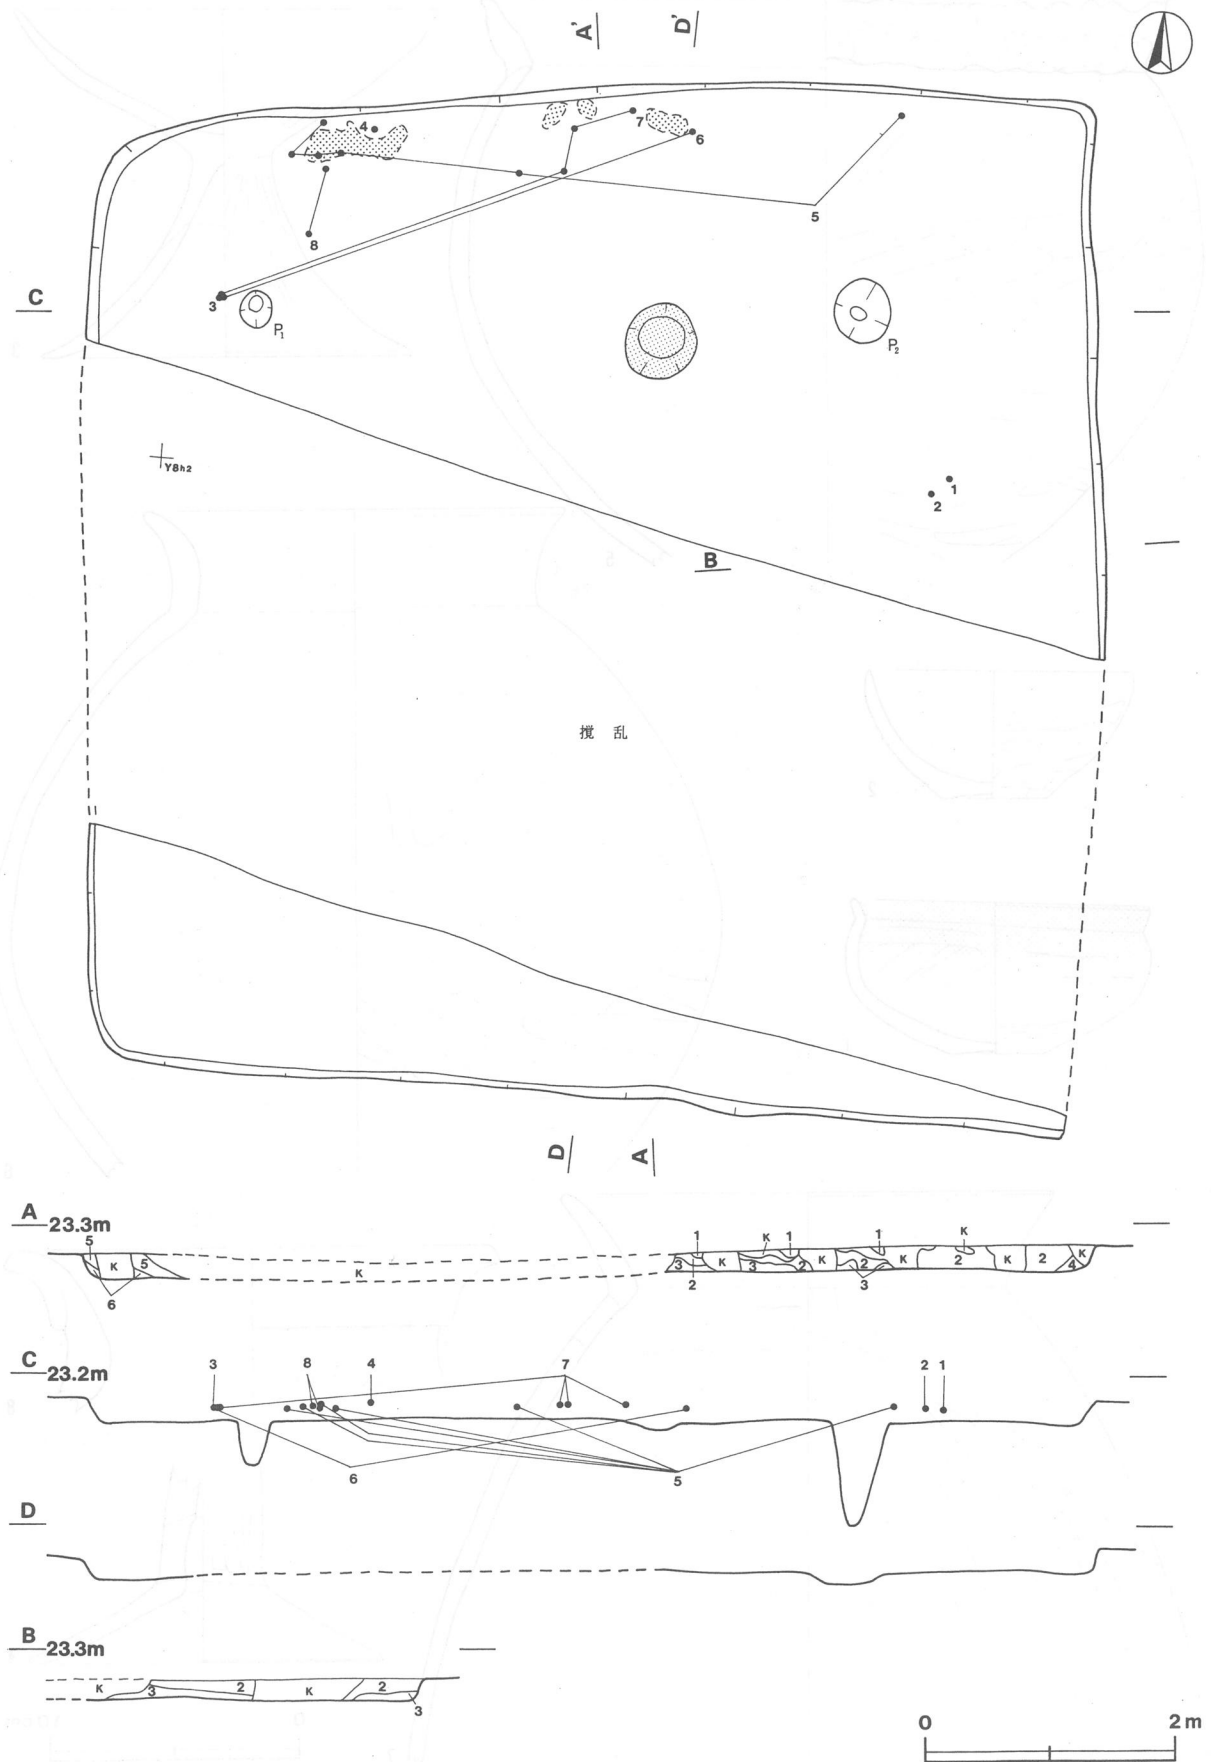 A' D'
4
7
6
5
8
3
C
P₁
P₂
Y8h2
1
2
B
攪 乱
D A
A 23.3m
5 K 5 K 3 1 K K 1 K 1 K K
3 2 K 2 K 2 K 2 4
6 2 3
C 23.2m
3 8 4 7 2 1
6 5
D
B 23.3m
K 3 2 K 2
3
0 2m